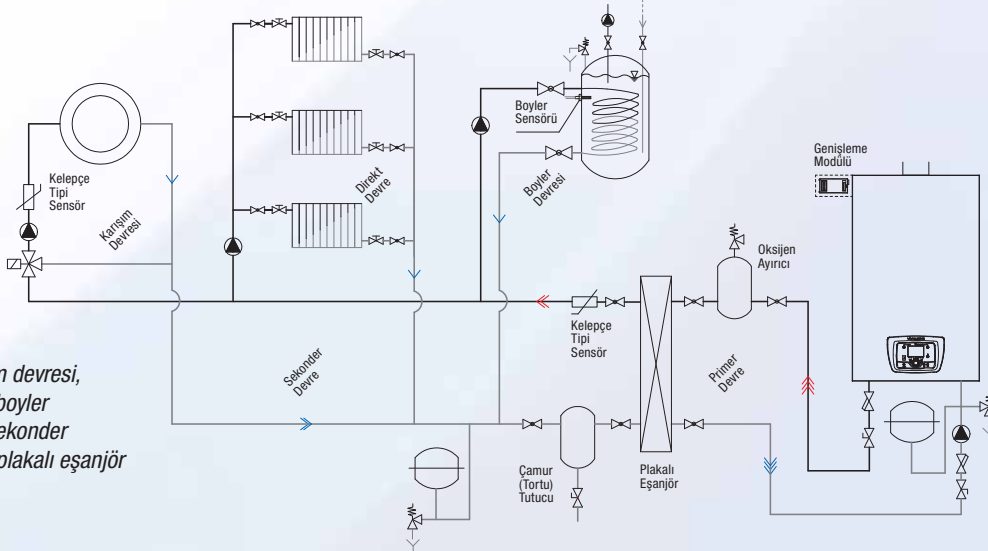 Boyler
Sensörü
Genişleme
Modülü
Kelepçe
Tipi
Sensör
Karışım
Devresi
Direkt
Devre
Boyler
Devresi
Oksijen
Ayırıcı
Kelepçe
Tipi
Sensör
Sekonder
Devre
Primer
Devre
devresi,
boyler
plakalı eşanjör
Çamur
(Tortu)
Tutucu
Plakalı
Eşanjör